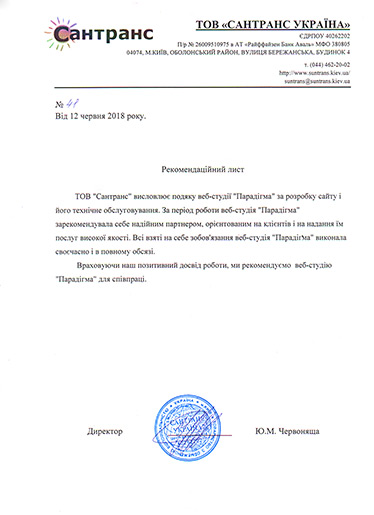 Сантранс
ТОВ «САНТРАНС УКРАЇНА»
ЄДРПОУ 40262202
П/р № 26009510975 в АТ «Райффайзен Банк Аваль» МФО 380805
04074, М.КИЇВ, ОБОЛОНСЬКИЙ РАЙОН, ВУЛИЦЯ БЕРЕЖАНСЬКА, БУДИНОК 4
т. (044) 462-20-02
http://www.suntrans.kiev.ua/
suntrans@suntrans.kiev.ua
№ 41
Від 12 червня 2018 року.
Рекомендаційний лист
ТОВ "Сантранс" висловлює подяку веб-студії "Парадігма" за розробку сайту і
його технічне обслуговування. За період роботи веб-студія "Парадігма"
зарекомендувала себе надійним партнером, орієнтованим на клієнтів і на надання їм
послуг високої якості. Всі взяті на себе зобов'язання веб-студія "Парадігма" виконала
своєчасно і в повному обсязі.
Враховуючи наш позитивний досвід роботи, ми рекомендуємо веб-студію
"Парадігма" для співпраці.
САНТРАНС
УКРАЇНА
Директор
Ю.М. Червоняща